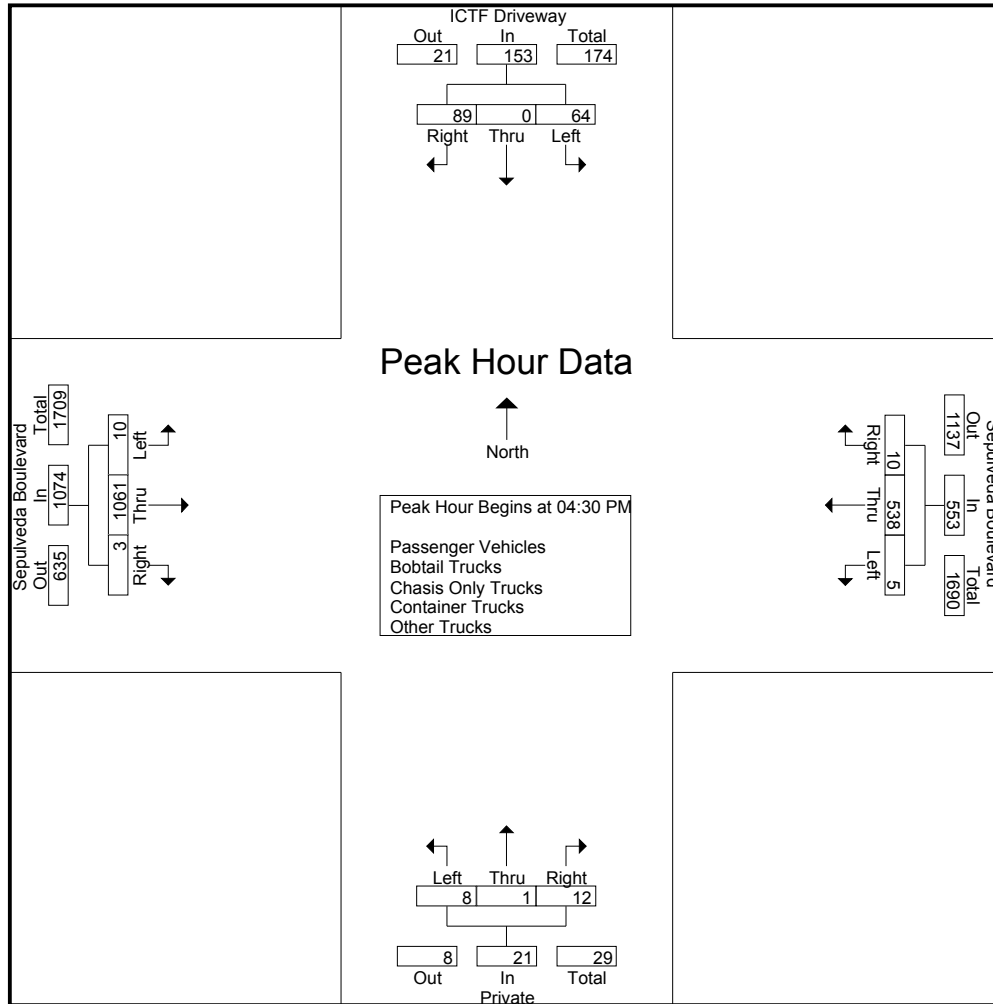 ICTF Driveway
Out In Total
21 153 174
89 0 64
Right Thru Left
Peak Hour Data
North
Peak Hour Begins at 04:30 PM
Passenger Vehicles
Bobtail Trucks
Chasis Only Trucks
Container Trucks
Other Trucks
Sepulveda Boulevard
Out In Total
635 1074 1709
10 1061 3
Left Thru Right
Right Thru Left
10 538 5
1137 553 1690
Out In Total
Sepulveda Boulevard
Left Thru Right
8 1 12
8 21 29
Out In Total
Private